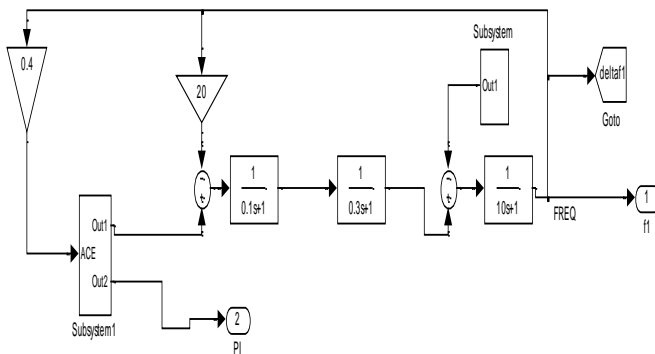 0.4
20
Subsystem
Out1
deltaf1
Goto
1
0.1s+1
1
0.3s+1
1
10s+1
FREQ
1
f1
Out1
ACE
Out2
Subsystem1
2
PI